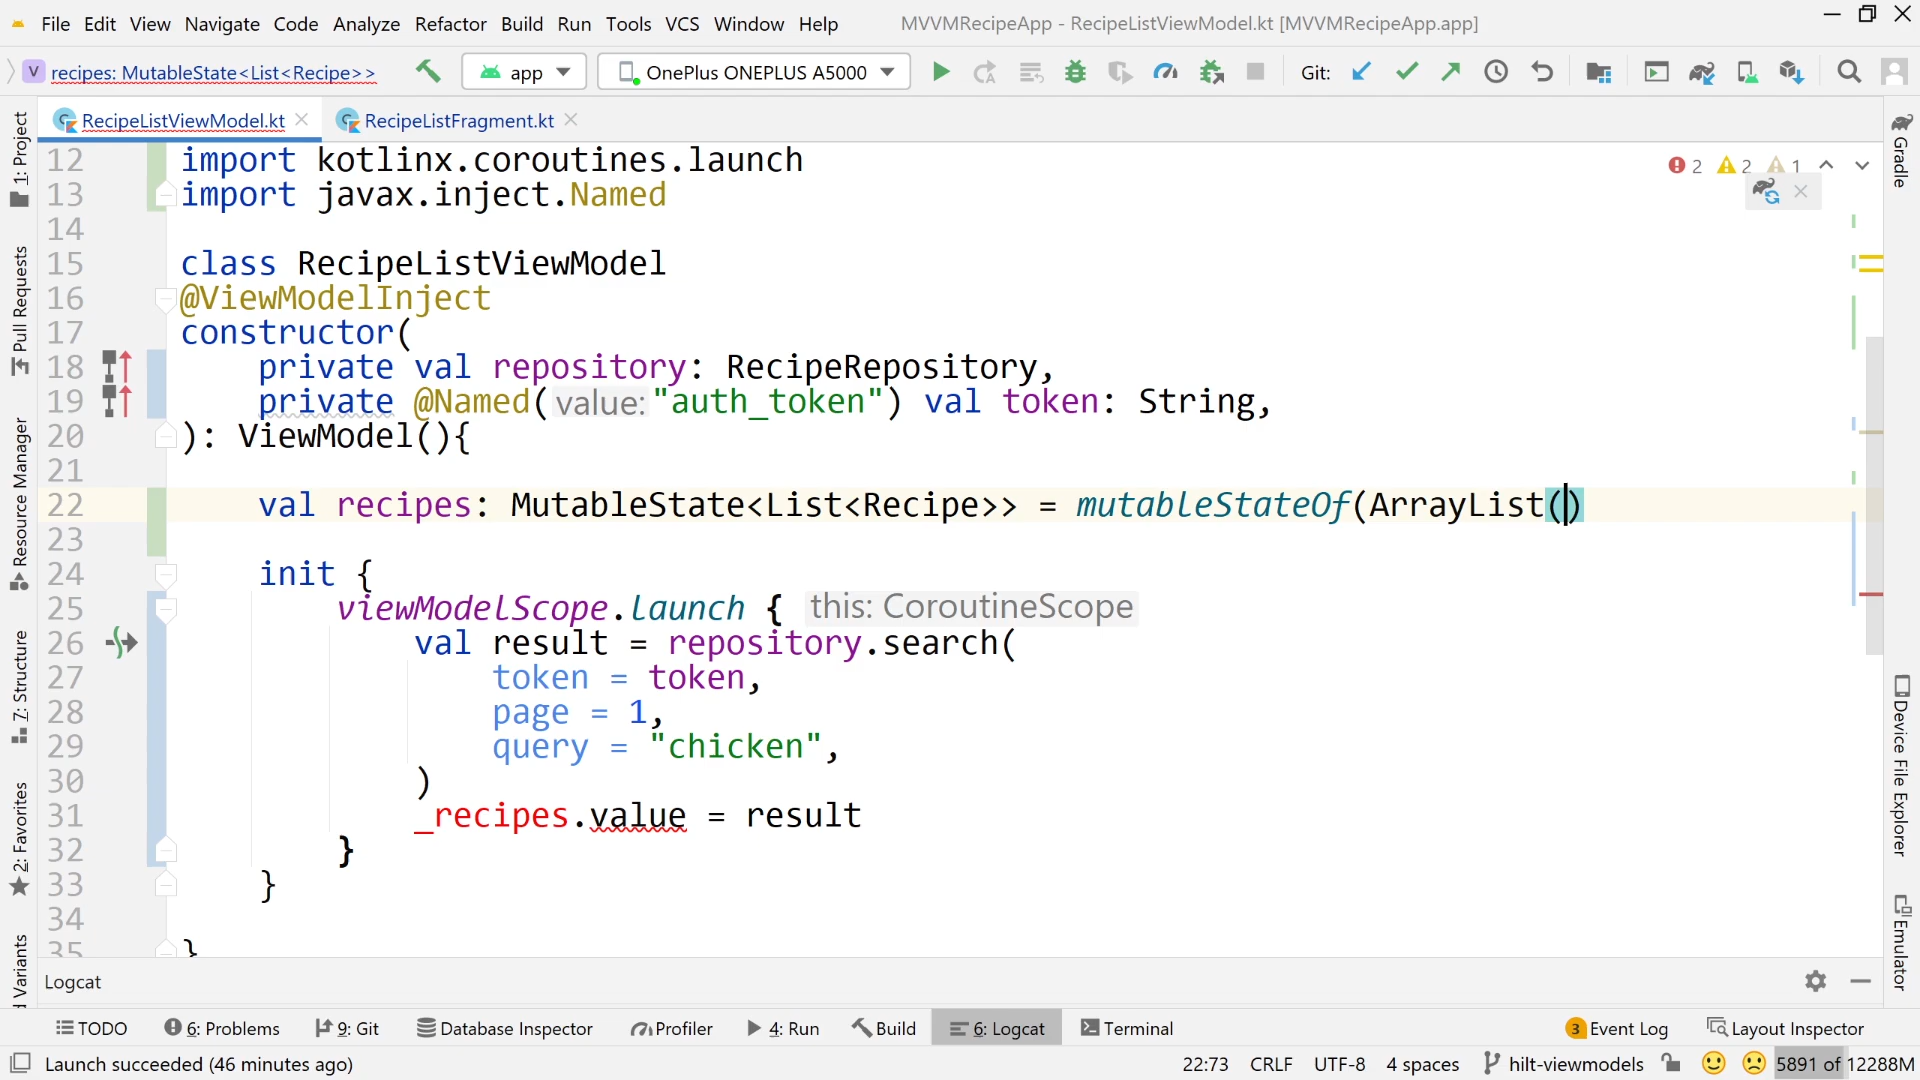 File Edit View Navigate Code Analyze Refactor Build Run Tools VCS Window Help MVVMRecipeApp - RecipeListViewModel.kt [MVVMRecipeApp.app]
V recipes: MutableState<List<Recipe>> app OnePlus ONEPLUS A5000 Git:
RecipeListViewModel.kt RecipeListFragment.kt
2 2 1
12 import kotlinx.coroutines.launch
13 import javax.inject.Named
14
15 class RecipeListViewModel
16 @ViewModelInject
17 constructor(
18 private val repository: RecipeRepository,
19 private @Named(value: "auth_token") val token: String,
20 ): ViewModel(){
21
22 val recipes: MutableState<List<Recipe>> = mutableStateOf(ArrayList()
23
24 init {
25 viewModelScope.launch { this: CoroutineScope
26 val result = repository.search(
27 token = token,
28 page = 1,
29 query = "chicken",
30 )
31 _recipes.value = result
32 }
33 }
34
35 }
1: Project
Pull Requests
Resource Manager
7: Structure
2: Favorites
d Variants
Gradle
Device File Explorer
Emulator
Logcat
TODO 6: Problems 9: Git Database Inspector Profiler 4: Run Build 6: Logcat Terminal 3 Event Log Layout Inspector
Launch succeeded (46 minutes ago) 22:73 CRLF UTF-8 4 spaces hilt-viewmodels 5891 of 12288M